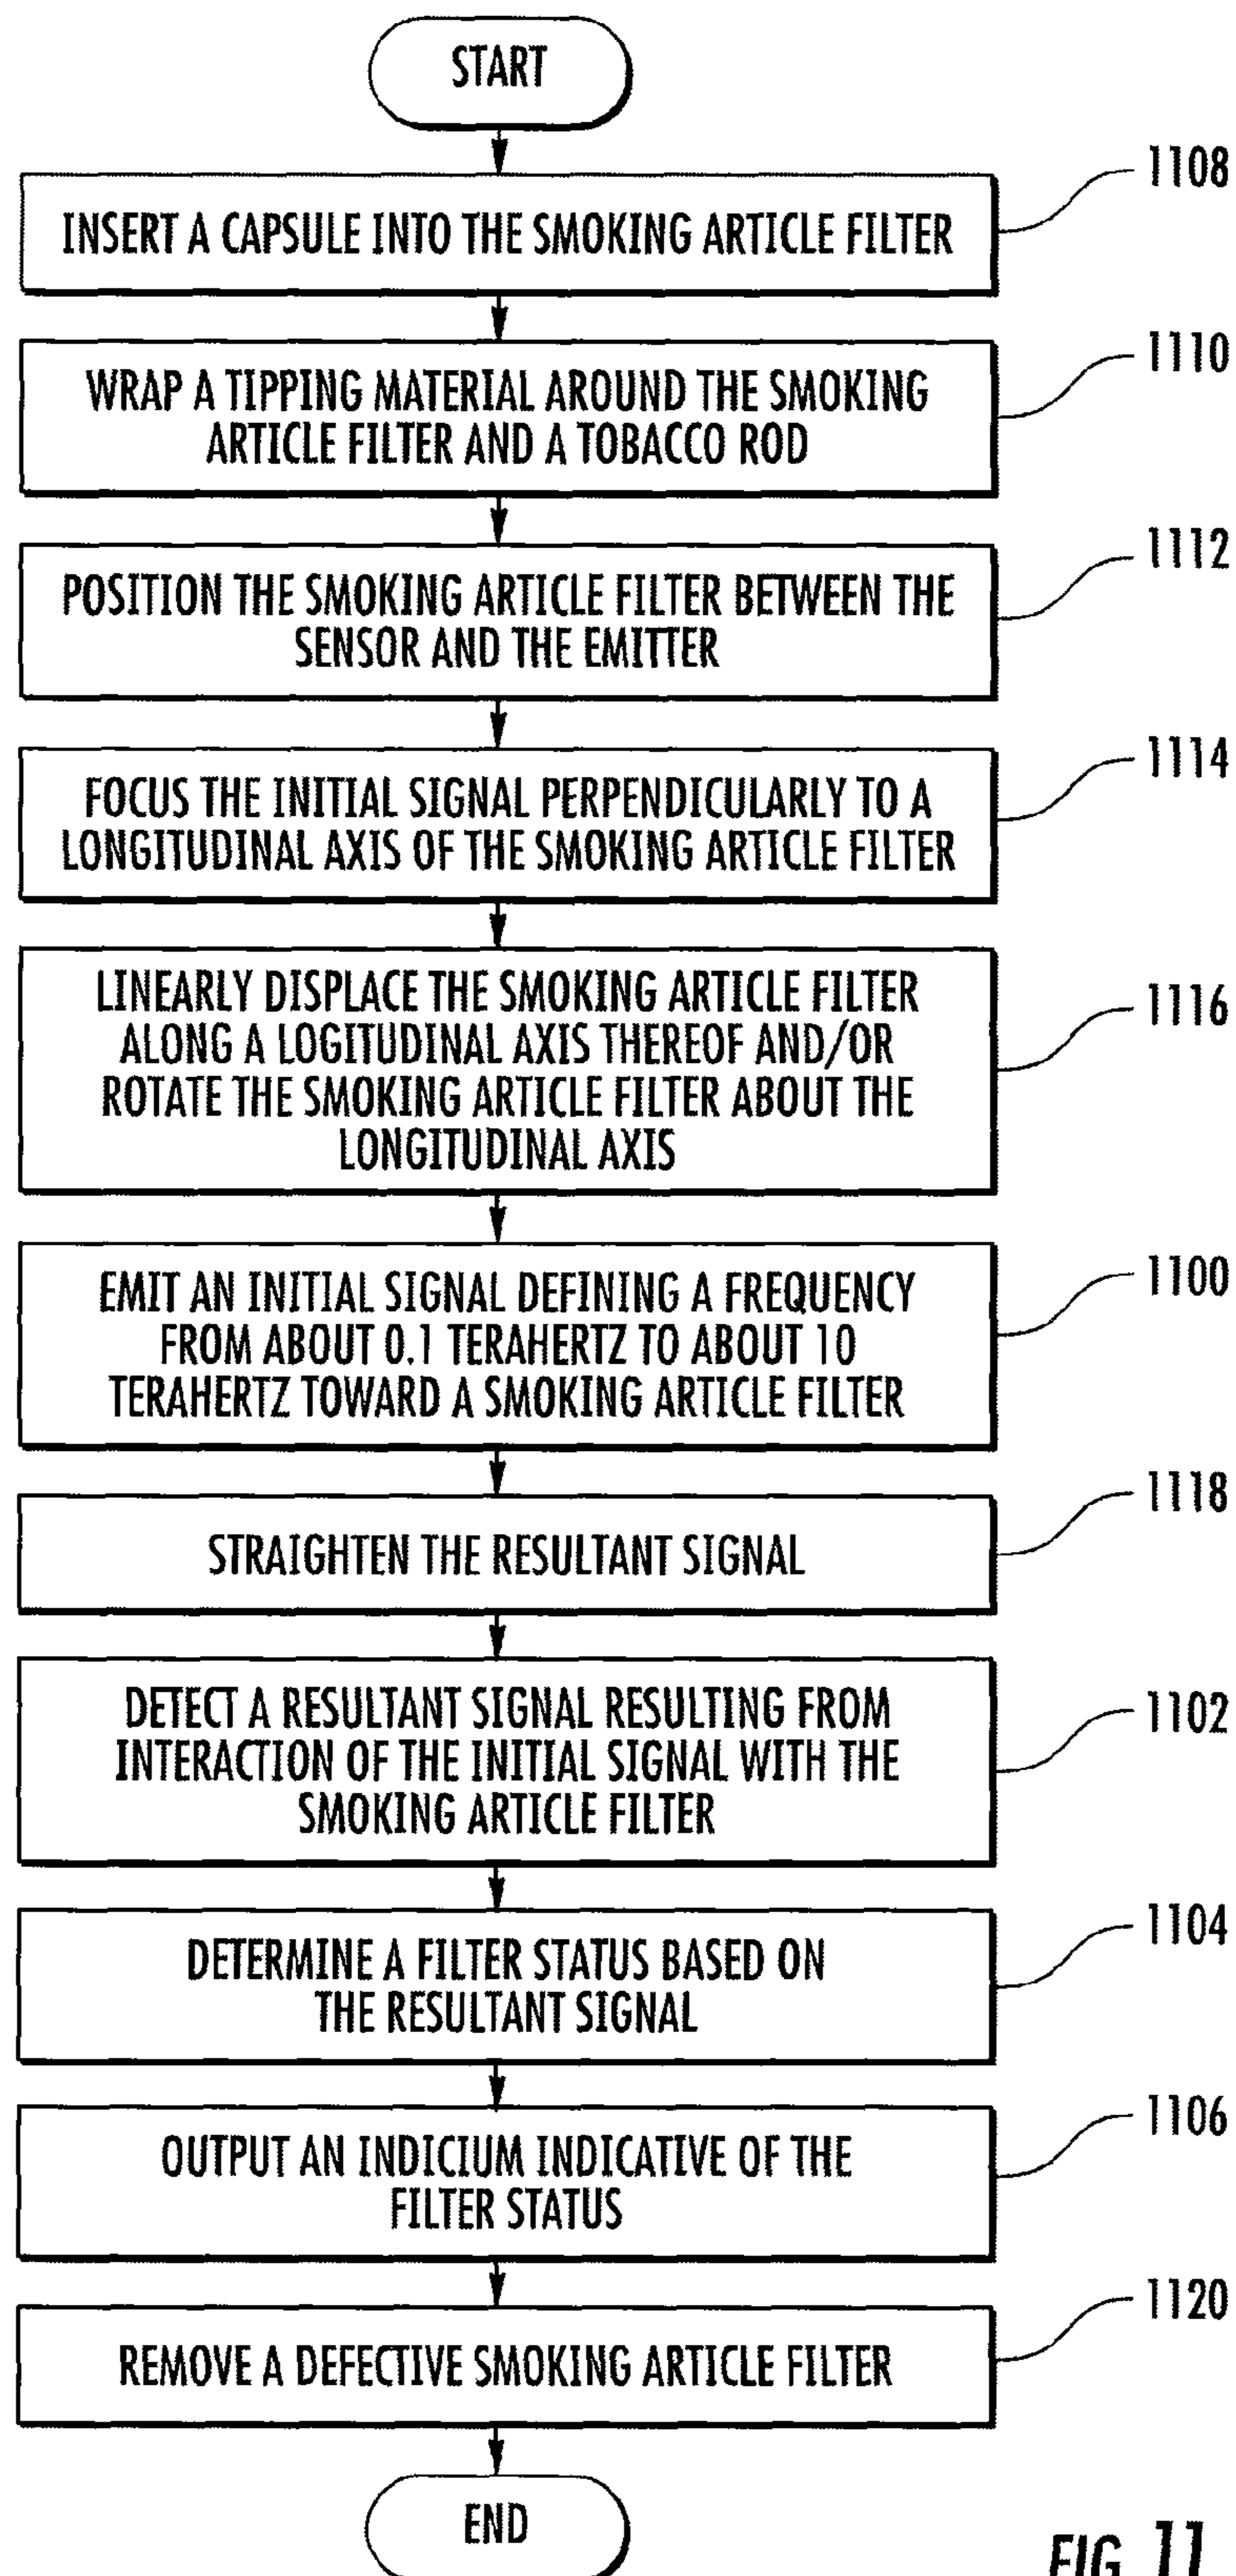 START
1108
INSERT A CAPSULE INTO THE SMOKING ARTICLE FILTER
1110
WRAP A TIPPING MATERIAL AROUND THE SMOKING
ARTICLE FILTER AND A TOBACCO ROD
1112
POSITION THE SMOKING ARTICLE FILTER BETWEEN THE
SENSOR AND THE EMITTER
1114
FOCUS THE INITIAL SIGNAL PERPENDICULARLY TO A
LONGITUDINAL AXIS OF THE SMOKING ARTICLE FILTER
1116
LINEARLY DISPLACE THE SMOKING ARTICLE FILTER
ALONG A LOGITUDINAL AXIS THEREOF AND/OR
ROTATE THE SMOKING ARTICLE FILTER ABOUT THE
LONGITUDINAL AXIS
1100
EMIT AN INITIAL SIGNAL DEFINING A FREQUENCY
FROM ABOUT 0.1 TERAHERTZ TO ABOUT 10
TERAHERTZ TOWARD A SMOKING ARTICLE FILTER
1118
STRAIGHTEN THE RESULTANT SIGNAL
1102
DETECT A RESULTANT SIGNAL RESULTING FROM
INTERACTION OF THE INITIAL SIGNAL WITH THE
SMOKING ARTICLE FILTER
1104
DETERMINE A FILTER STATUS BASED ON
THE RESULTANT SIGNAL
1106
OUTPUT AN INDICIUM INDICATIVE OF THE
FILTER STATUS
1120
REMOVE A DEFECTIVE SMOKING ARTICLE FILTER
END
FIG. 11